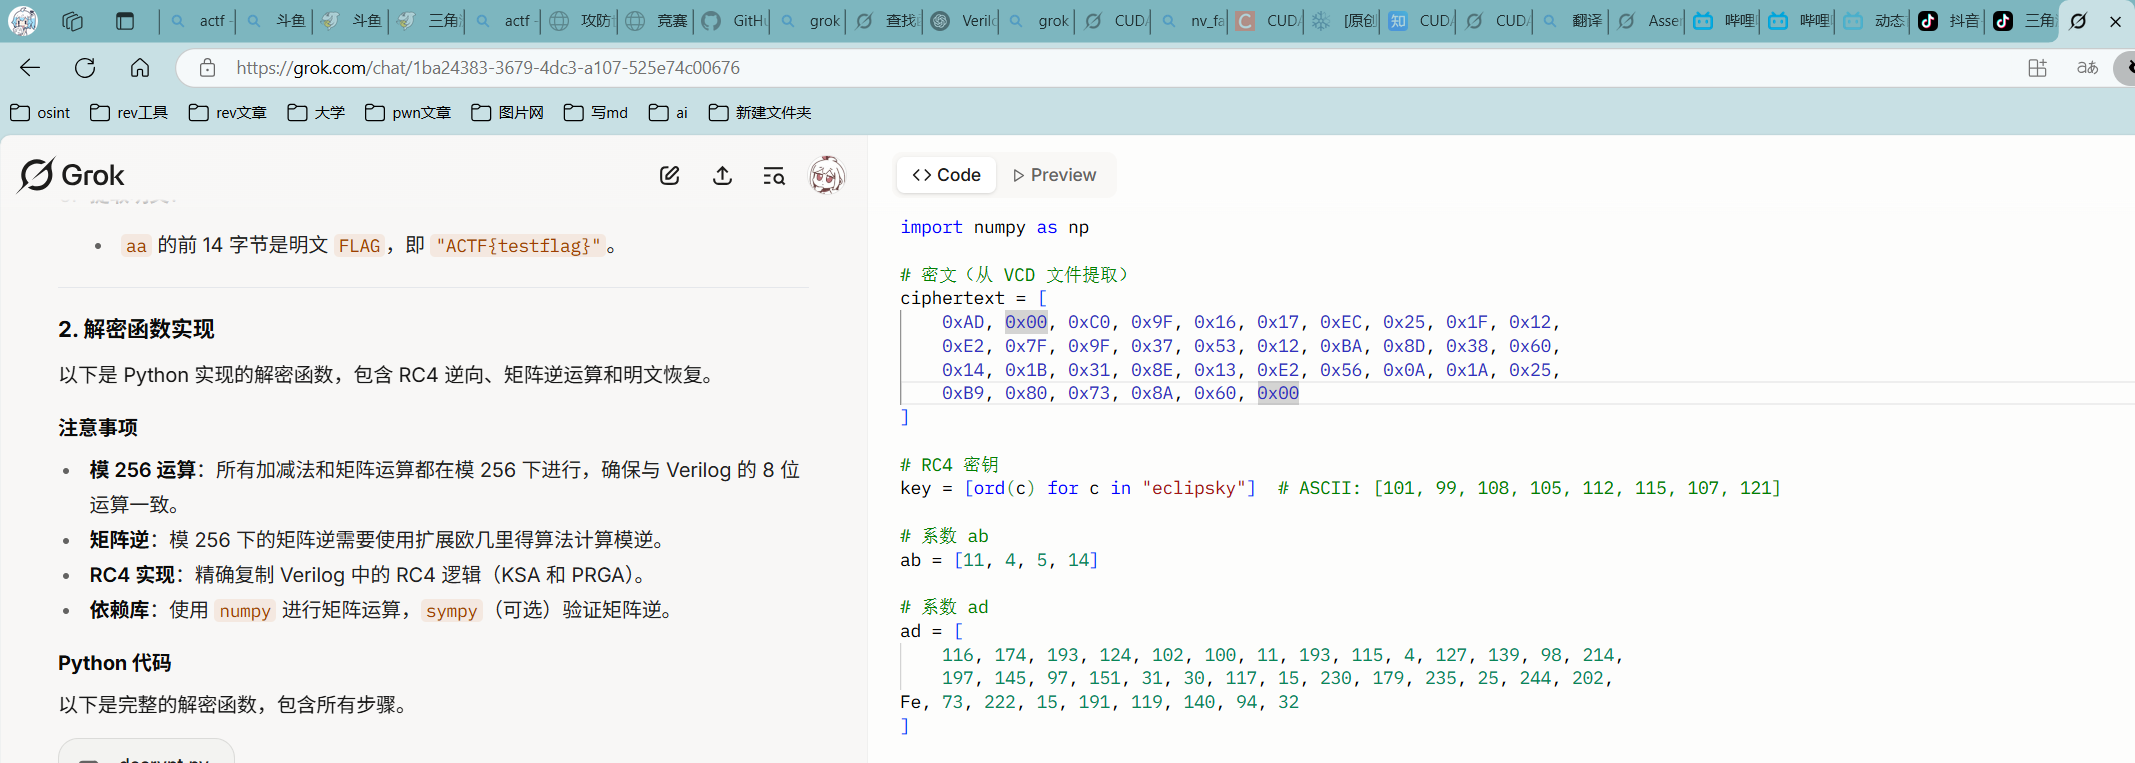 actf
斗鱼
斗鱼
三角
actf
攻防
竞赛
GitH
grok
查找
Veril
grok
CUD
nv_fa
CUD
[原创
CUD
CUD
翻译
Asse
哔哩
哔哩
动态
抖音
三角
https://grok.com/chat/1ba24383-3679-4dc3-a107-525e74c00676
aあ
osint
rev工具
rev文章
大学
pwn文章
图片网
写md
ai
新建文件夹
Grok
• aa 的前 14 字节是明文 FLAG，即 "ACTF{testflag}"。
2. 解密函数实现
以下是 Python 实现的解密函数，包含 RC4 逆向、矩阵逆运算和明文恢复。
注意事项
• 模 256 运算：所有加减法和矩阵运算都在模 256 下进行，确保与 Verilog 的 8 位
运算一致。
• 矩阵逆：模 256 下的矩阵逆需要使用扩展欧几里得算法计算模逆。
• RC4 实现：精确复制 Verilog 中的 RC4 逻辑（KSA 和 PRGA）。
• 依赖库：使用 numpy 进行矩阵运算，sympy（可选）验证矩阵逆。
Python 代码
以下是完整的解密函数，包含所有步骤。
decrypt.py
Code
Preview
import numpy as np
# 密文（从 VCD 文件提取）
ciphertext = [
0xAD, 0x00, 0xC0, 0x9F, 0x16, 0x17, 0xEC, 0x25, 0x1F, 0x12,
0xE2, 0x7F, 0x9F, 0x37, 0x53, 0x12, 0xBA, 0x8D, 0x38, 0x60,
0x14, 0x1B, 0x31, 0x8E, 0x13, 0xE2, 0x56, 0x0A, 0x1A, 0x25,
0xB9, 0x80, 0x73, 0x8A, 0x60, 0x00
]
# RC4 密钥
key = [ord(c) for c in "eclipsky"]  # ASCII: [101, 99, 108, 105, 112, 115, 107, 121]
# 系数 ab
ab = [11, 4, 5, 14]
# 系数 ad
ad = [
116, 174, 193, 124, 102, 100, 11, 193, 115, 4, 127, 139, 98, 214,
197, 145, 97, 151, 31, 30, 117, 15, 230, 179, 235, 25, 244, 202,
Fe, 73, 222, 15, 191, 119, 140, 94, 32
]